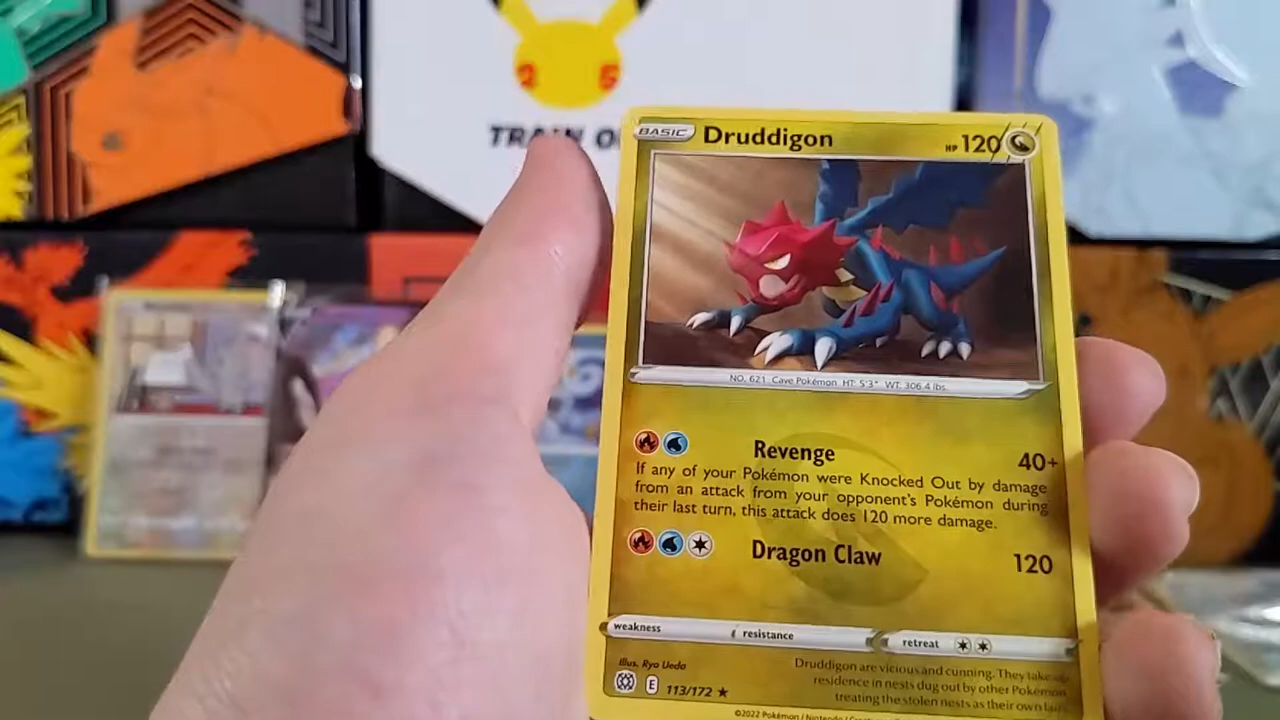 25
TRAIN O
BASIC Druddigon HP 120
NO. 621 Cave Pokémon HT: 5'3" WT: 306.4 lbs.
Revenge 40+
If any of your Pokémon were Knocked Out by damage
from an attack from your opponent's Pokémon during
their last turn, this attack does 120 more damage.
Dragon Claw 120
weakness resistance retreat
Illus. Ryo Ueda
E 113/172 ★
Druddigon are vicious and cunning. They take up
residence in nests dug out by other Pokémon
treating the stolen nests as their own
©2022 Pokémon / Nintendo /